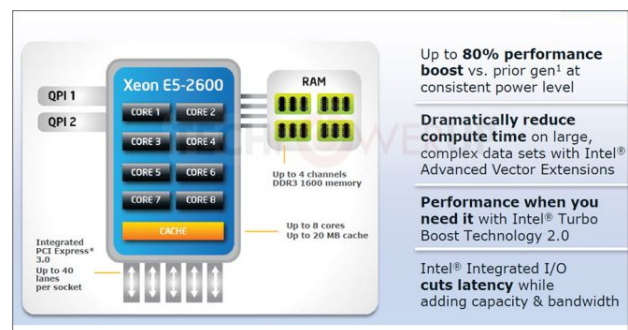 Xeon E5-2600
QPI 1
QPI 2
CORE 1 CORE 2
CORE 3 CORE 4
CORE 5 CORE 6
CORE 7 CORE 8
CACHE
RAM
Up to 4 channels
DDR3 1600 memory
Up to 8 cores
Up to 20 MB cache
Integrated
PCI Express*
3.0
Up to 40
lanes
per socket
Up to 80% performance
boost vs. prior gen¹ at
consistent power level
Dramatically reduce
compute time on large,
complex data sets with Intel®
Advanced Vector Extensions
Performance when you
need it with Intel® Turbo
Boost Technology 2.0
Intel® Integrated I/O
cuts latency while
adding capacity & bandwidth